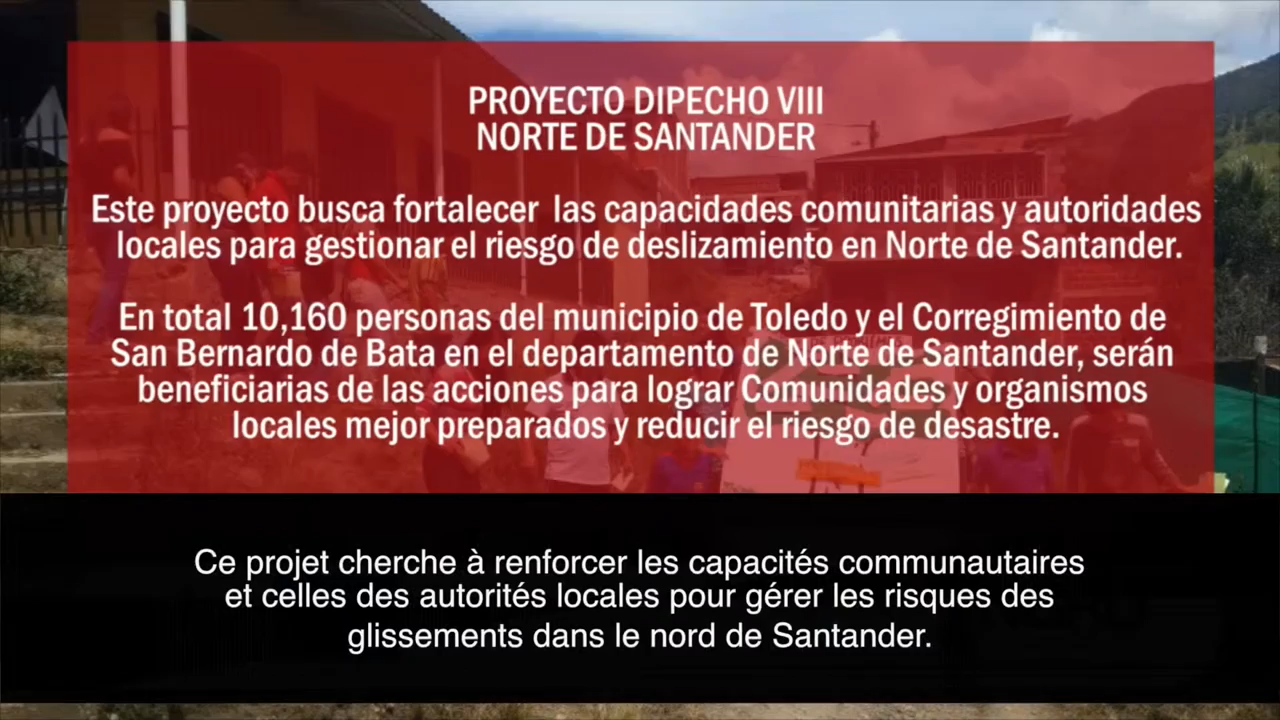 PROYECTO DIPECHO VIII
NORTE DE SANTANDER
Este proyecto busca fortalecer las capacidades comunitarias y autoridades
locales para gestionar el riesgo de deslizamiento en Norte de Santander.
En total 10,160 personas del municipio de Toledo y el Corregimiento de
San Bernardo de Bata en el departamento de Norte de Santander, serán
beneficiarias de las acciones para lograr Comunidades y organismos
locales mejor preparados y reducir el riesgo de desastre.
Ce projet cherche à renforcer les capacités communautaires
et celles des autorités locales pour gérer les risques des
glissements dans le nord de Santander.